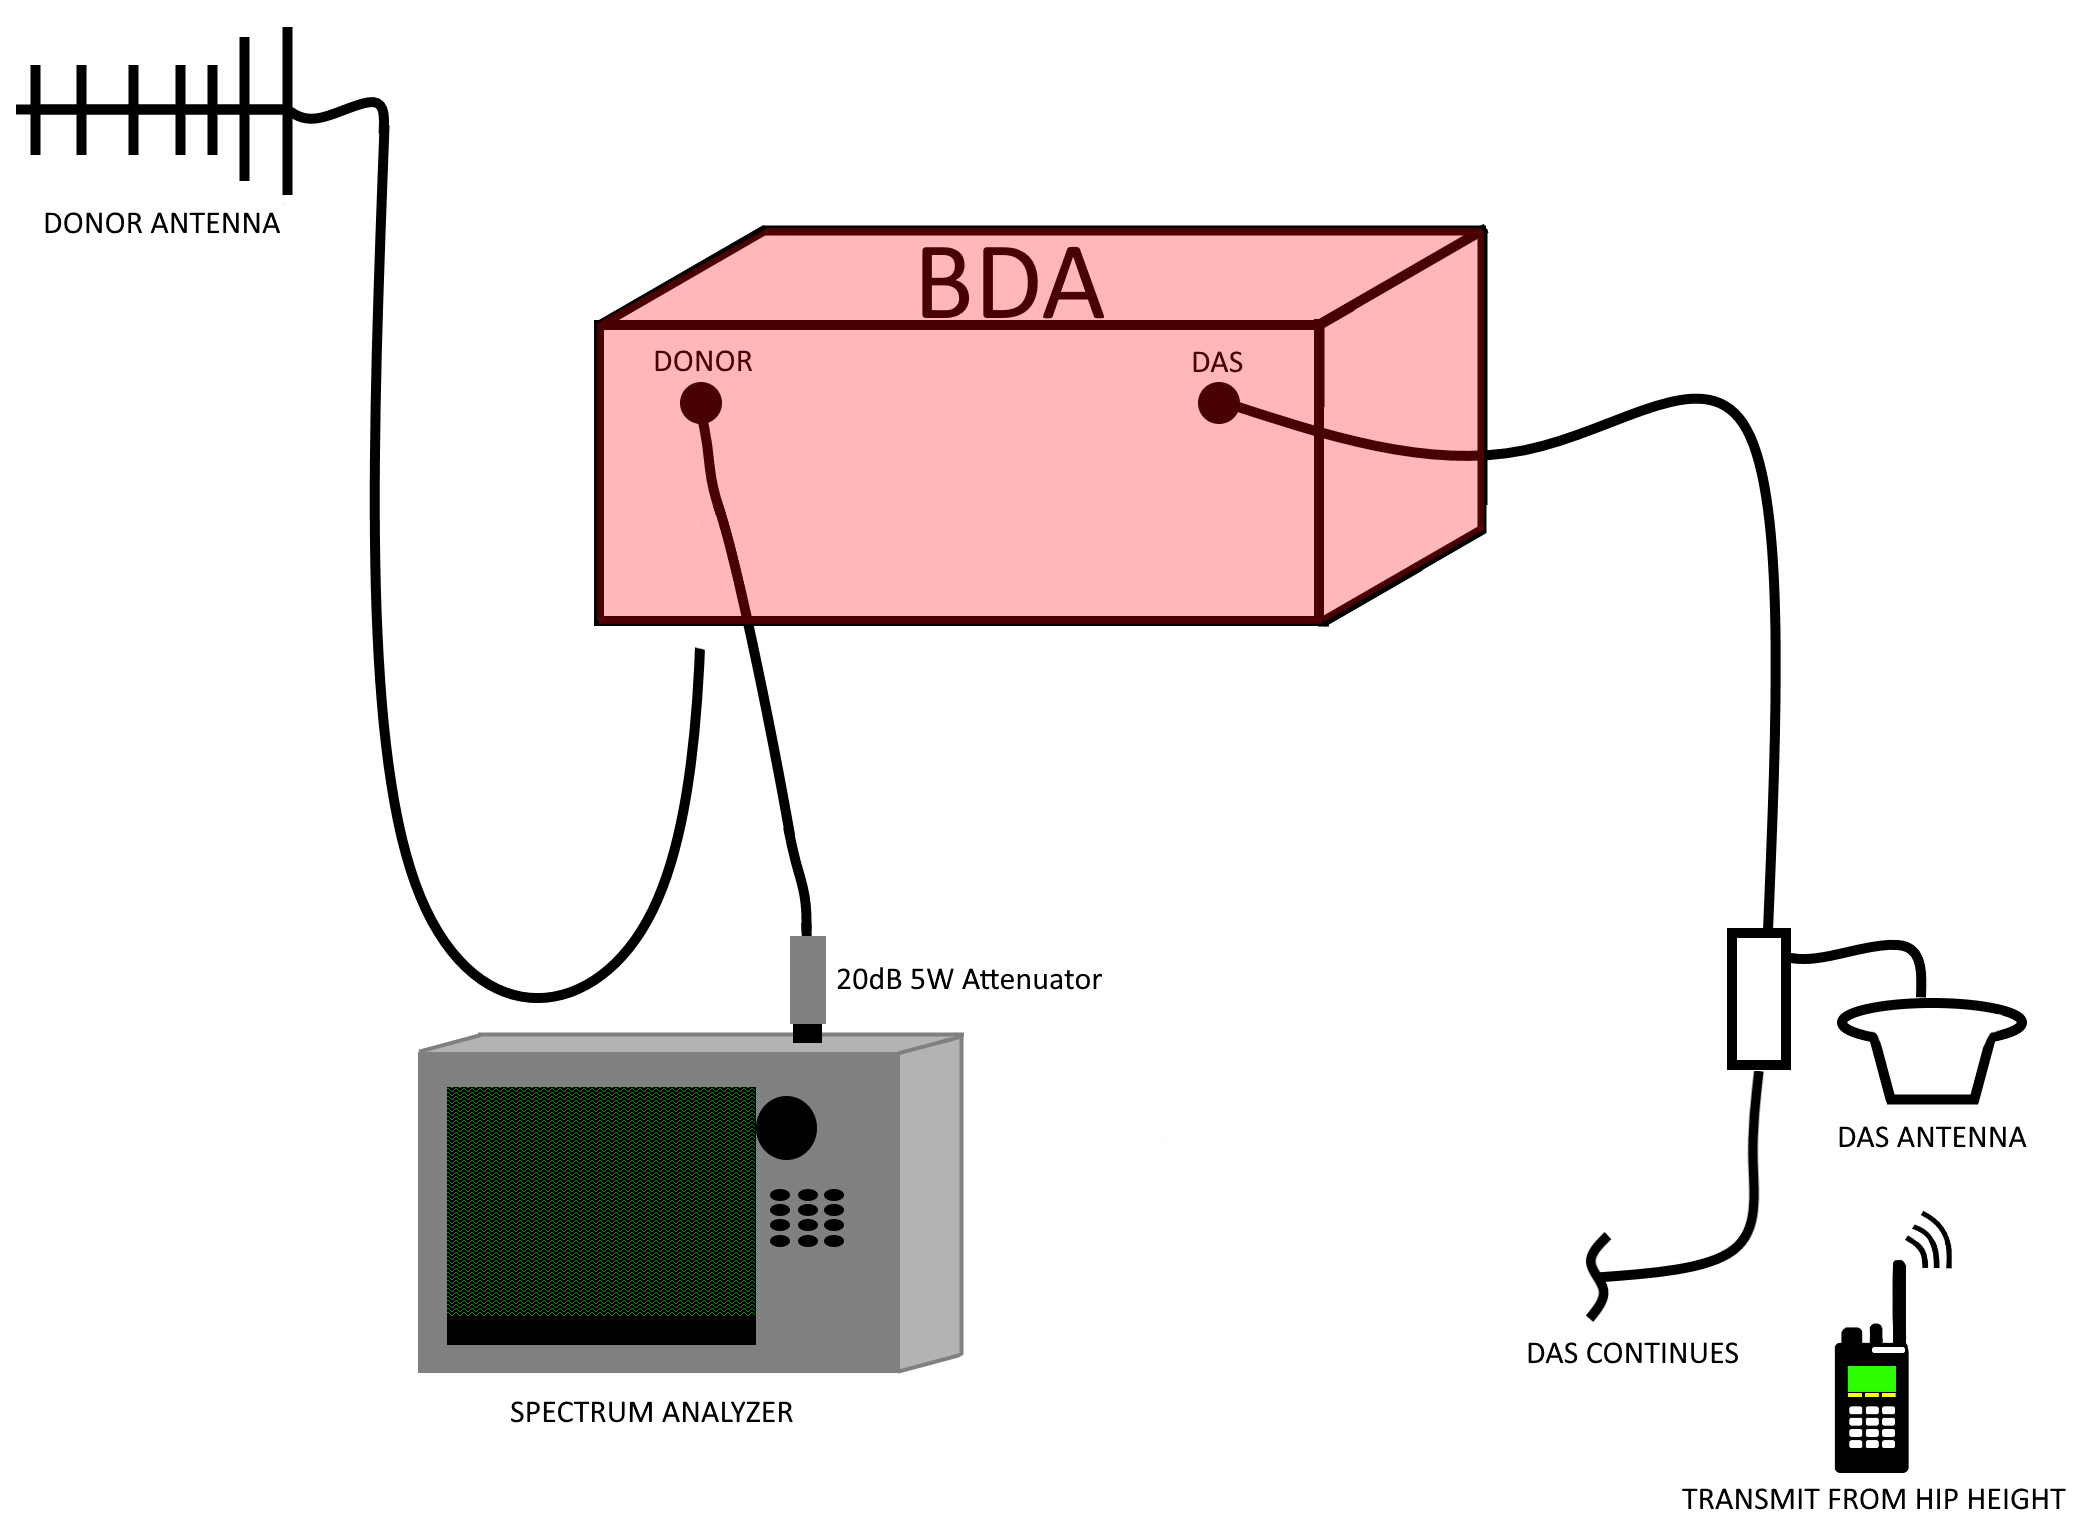 DONOR ANTENNA
BDA
DONOR
DAS
20dB 5W Attenuator
DAS ANTENNA
DAS CONTINUES
SPECTRUM ANALYZER
TRANSMIT FROM HIP HEIGHT